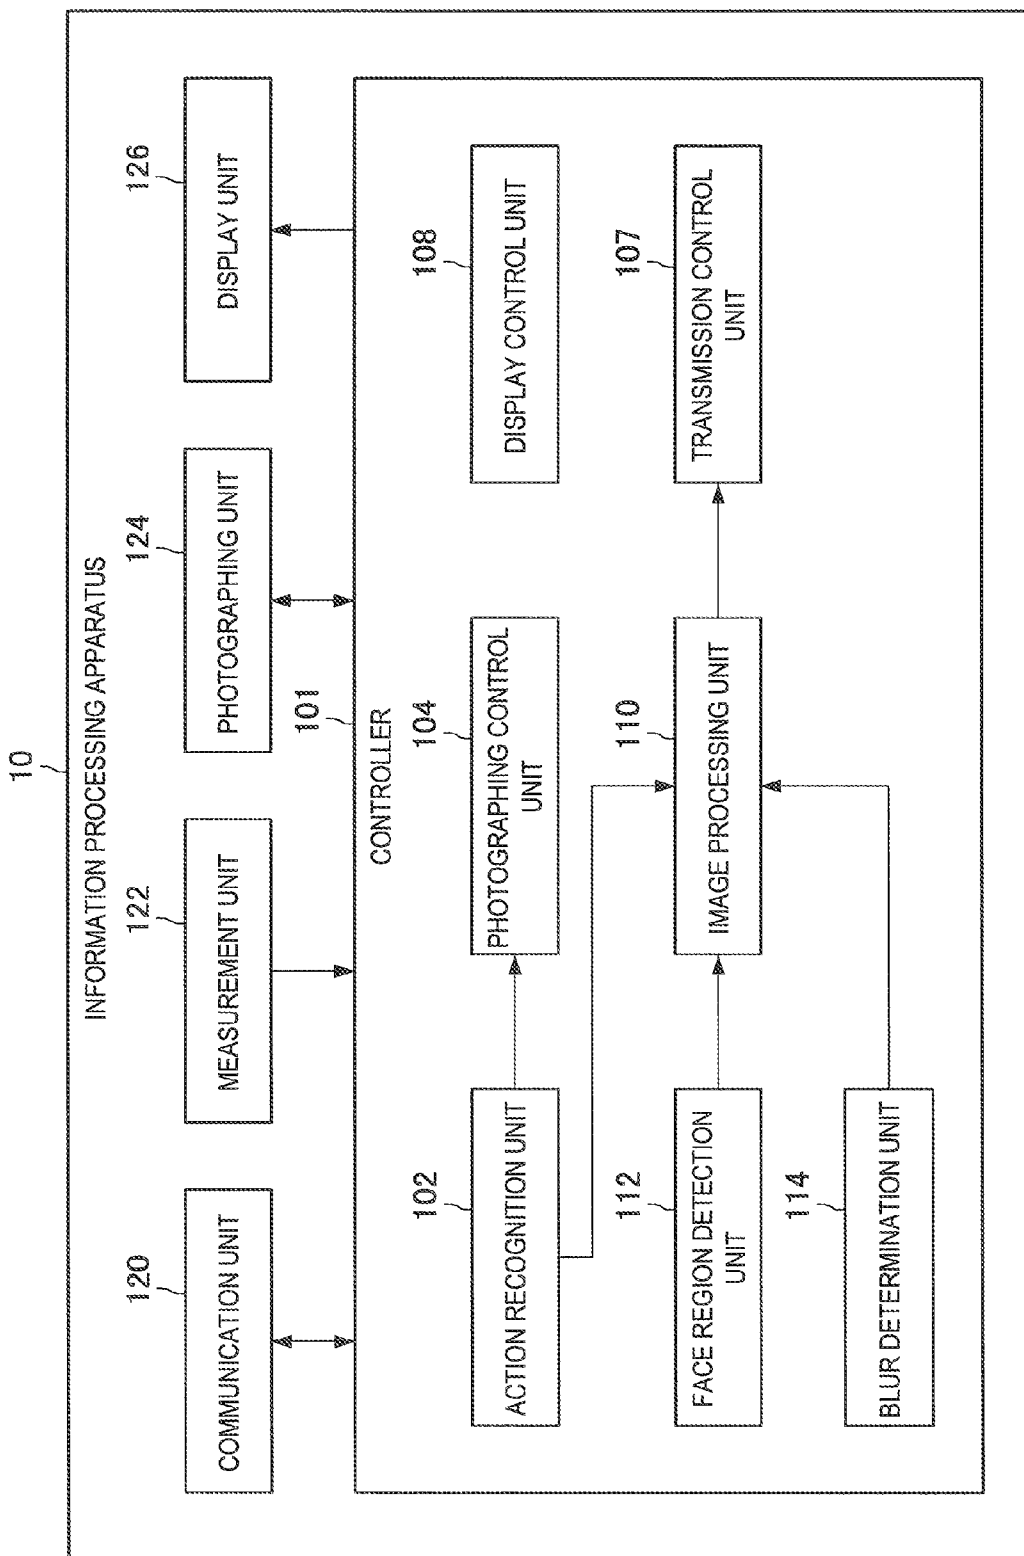 10
INFORMATION PROCESSING APPARATUS
120
COMMUNICATION UNIT
122
MEASUREMENT UNIT
124
PHOTOGRAPHING UNIT
126
DISPLAY UNIT
101
CONTROLLER
102
ACTION RECOGNITION UNIT
104
PHOTOGRAPHING CONTROL
UNIT
108
DISPLAY CONTROL UNIT
112
FACE REGION DETECTION
UNIT
110
IMAGE PROCESSING UNIT
107
TRANSMISSION CONTROL
UNIT
114
BLUR DETERMINATION UNIT